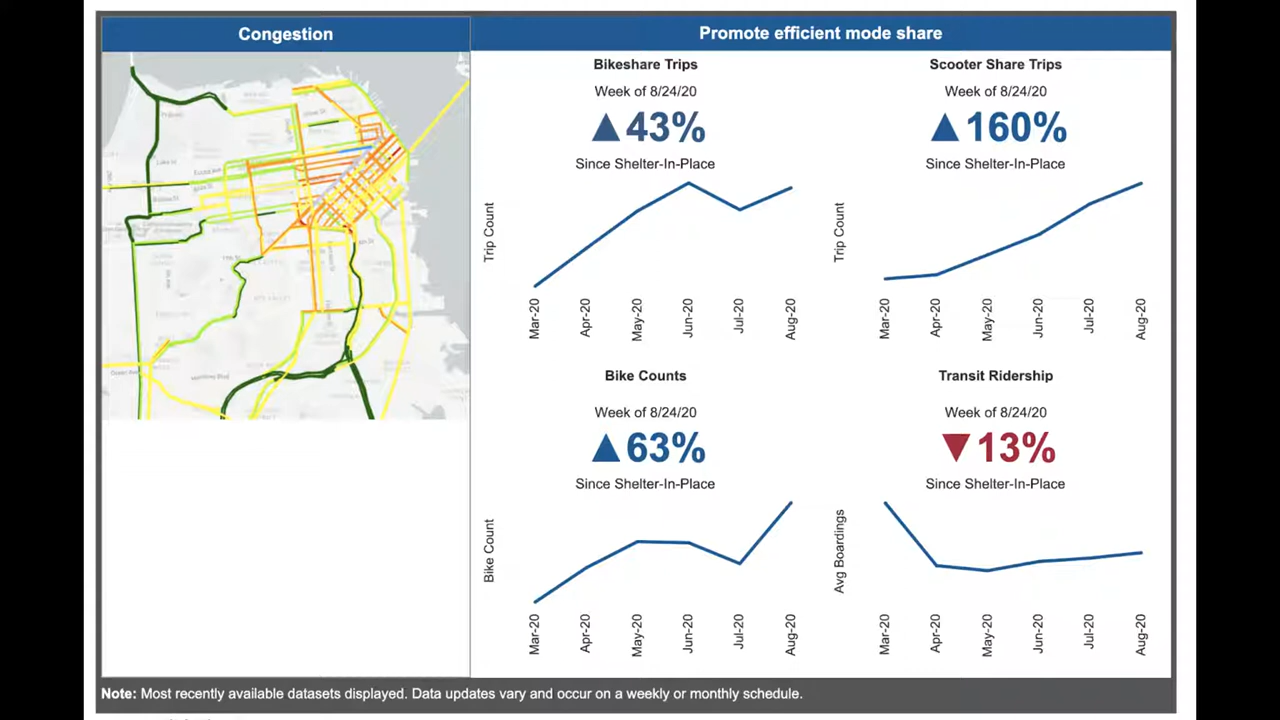 Congestion
Promote efficient mode share
Bikeshare Trips
Week of 8/24/20
▲ 43%
Since Shelter-In-Place
Trip Count
Mar-20
Apr-20
May-20
Jun-20
Jul-20
Aug-20
Scooter Share Trips
Week of 8/24/20
▲ 160%
Since Shelter-In-Place
Trip Count
Mar-20
Apr-20
May-20
Jun-20
Jul-20
Aug-20
Bike Counts
Week of 8/24/20
▲ 63%
Since Shelter-In-Place
Bike Count
Mar-20
Apr-20
May-20
Jun-20
Jul-20
Aug-20
Transit Ridership
Week of 8/24/20
▼ 13%
Since Shelter-In-Place
Avg Boardings
Mar-20
Apr-20
May-20
Jun-20
Jul-20
Aug-20
Note: Most recently available datasets displayed. Data updates vary and occur on a weekly or monthly schedule.